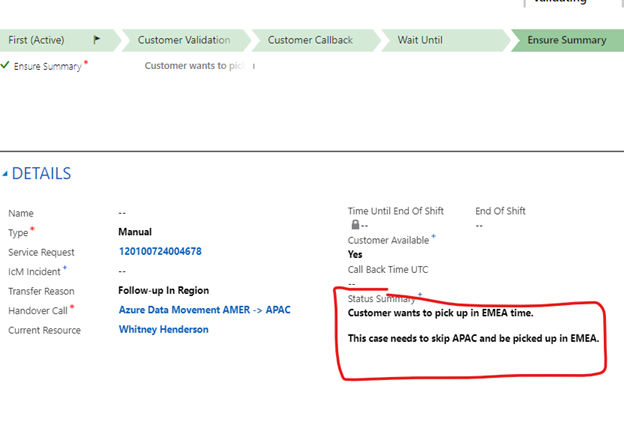 Validating
First (Active) Customer Validation Customer Callback Wait Until Ensure Summary
Ensure Summary * Customer wants to pic
DETAILS
Name -- Time Until End Of Shift End Of Shift
-- --
Type * Manual Customer Available *
Service Request 120100724004678 Yes
IcM Incident * -- Call Back Time UTC
--
Transfer Reason Follow-up In Region Status Summary *
Handover Call * Azure Data Movement AMER -> APAC Customer wants to pick up in EMEA time.
Current Resource Whitney Henderson
This case needs to skip APAC and be picked up in EMEA.